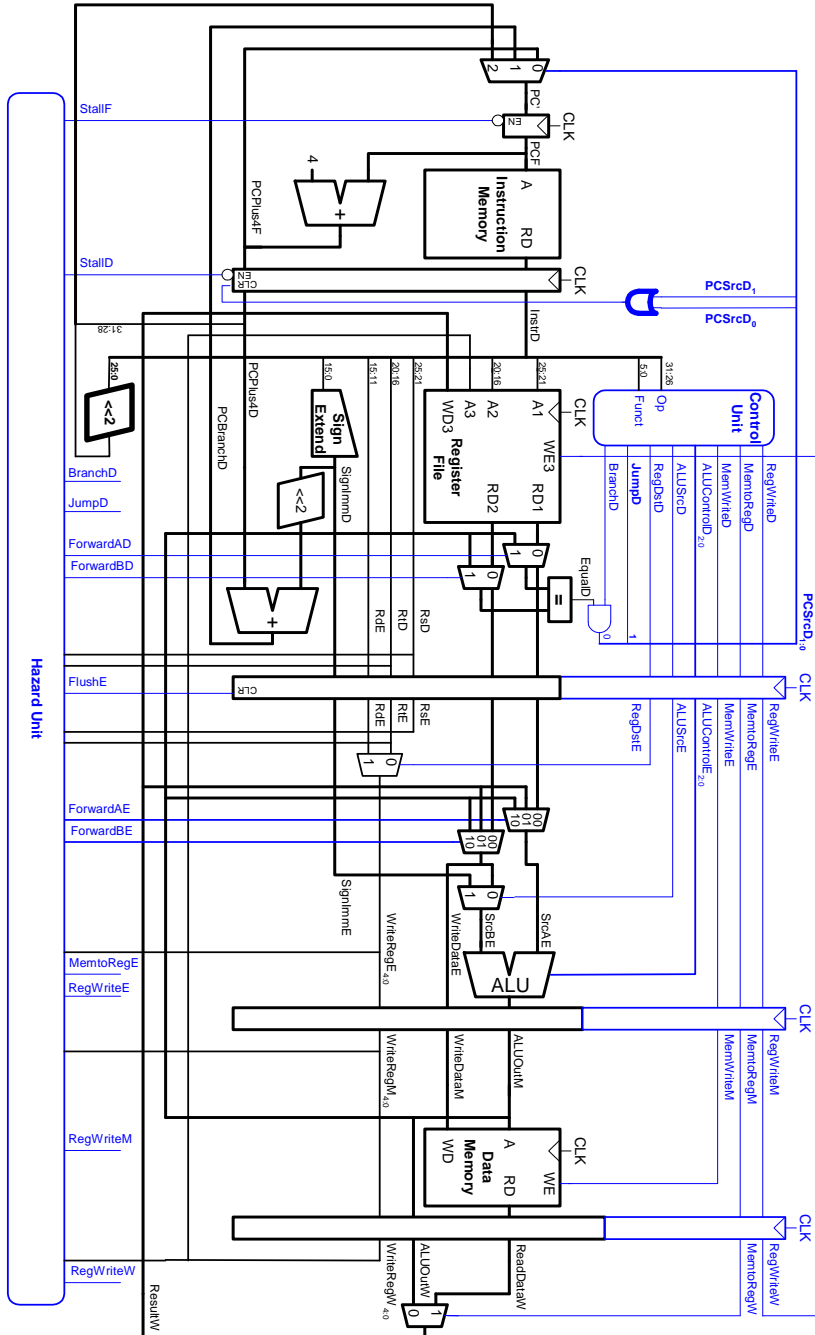 CLK
CLK
CLK
CLK
CLK
CLK
CLK
PCSrcD1:0
PCSrcD1
PCSrcD0
Control
Unit
31:26
Op
5:0
Funct
RegWriteD
MemtoRegD
MemWriteD
ALUControlD2:0
ALUSrcD
RegDstD
JumpD
BranchD
RegWriteE
MemtoRegE
MemWriteE
ALUControlE2:0
ALUSrcE
RegDstE
RegWriteM
MemtoRegM
MemWriteM
RegWriteW
MemtoRegW
0
1
EqualD
=
0
1
2
PC'
EN
PCF
A
RD
Instruction
Memory
4
+
PCPlus4F
EN
CLR
InstrD
CLK
25:21
A1
WE3
RD1
20:16
A2
RD2
A3
WD3
Register
File
25:21
20:16
15:11
15:0
Sign
Extend
SignImmD
<<2
+
PCPlus4D
PCBranchD
31:28
25:0
<<2
0
1
0
1
RsD
RtD
RdE
RsE
RtE
RdE
CLR
0
1
00
01
10
00
01
10
0
1
SrcAE
SrcBE
ALU
WriteDataE
WriteRegE4:0
SignImmE
ALUOutM
WriteDataM
WriteRegM4:0
CLK
A
RD
WE
WD
Data
Memory
ReadDataW
ALUOutW
WriteRegW4:0
1
0
ResultW
StallF
StallD
BranchD
JumpD
ForwardAD
ForwardBD
FlushE
ForwardAE
ForwardBE
MemtoRegE
RegWriteE
RegWriteM
RegWriteW
Hazard Unit